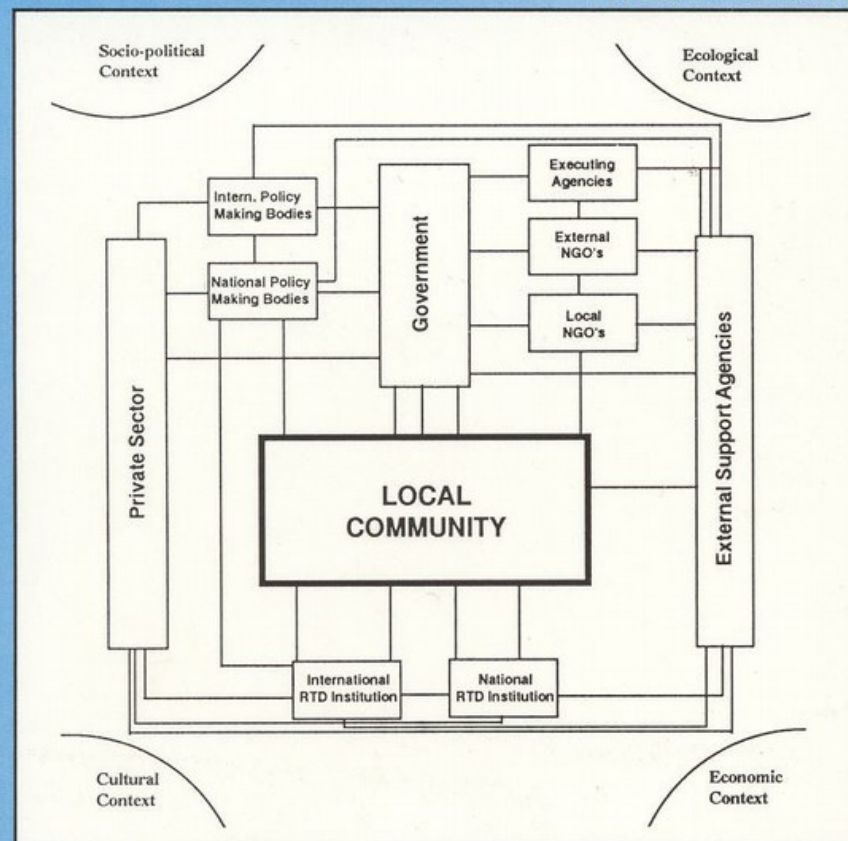 Socio-political
Context
Ecological
Context
Executing
Agencies
Intern. Policy
Making Bodies
External
NGO's
National Policy
Making Bodies
Government
Local
NGO's
Private Sector
External Support Agencies
LOCAL
COMMUNITY
International
RTD Institution
National
RTD Institution
Cultural
Context
Economic
Context